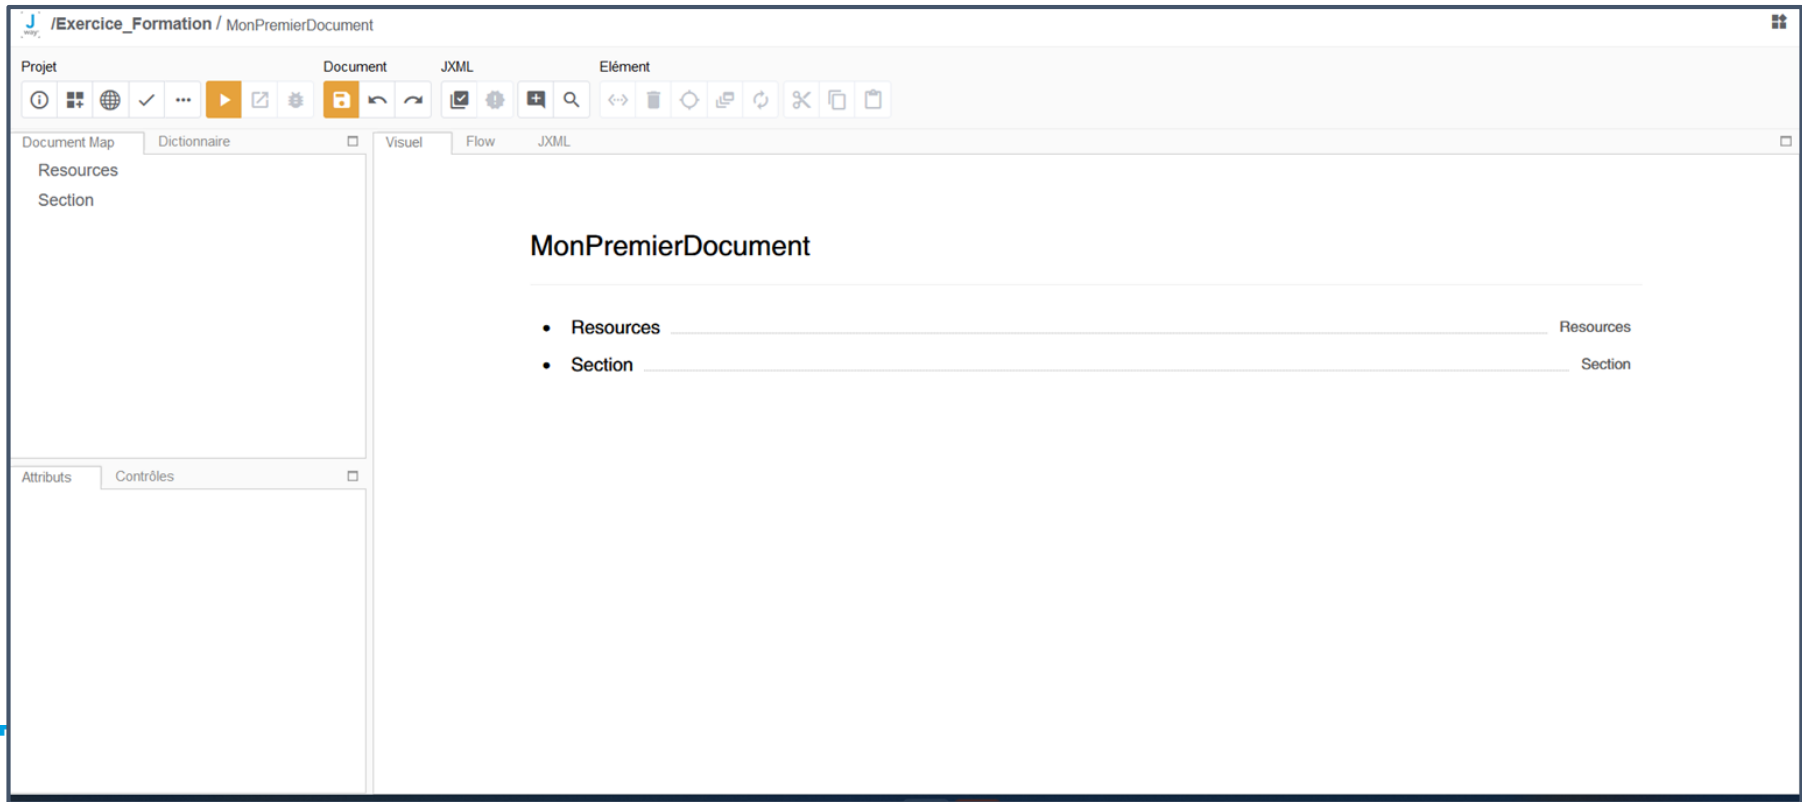 J
way
/Exercice_Formation / MonPremierDocument
Projet Document JXML Elément
Document Map Dictionnaire
Resources
Section
Visuel Flow JXML
MonPremierDocument
Resources Resources
Section Section
Attributs Contrôles